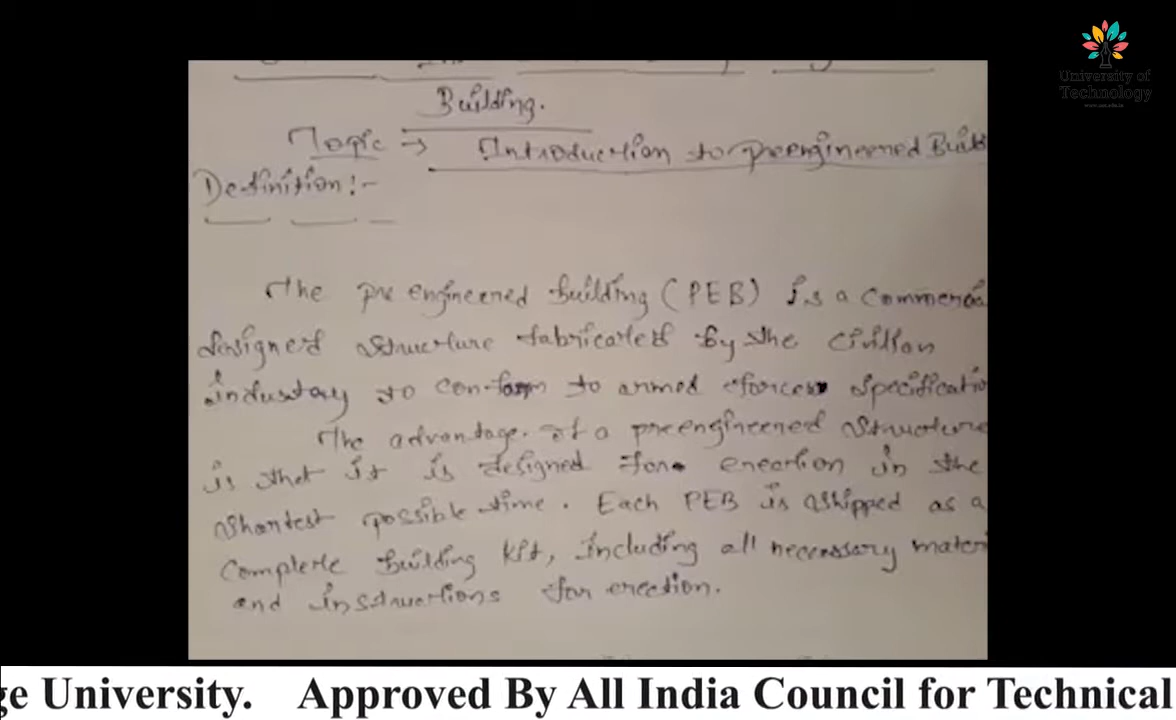 University of
Technology
Building.
Topic → Introduction to preengineered Buil
Definition:-
The pre engineered building (PEB) is a commerci
designed structure fabricated by the civilian
industry to conform to armed forces specificatio
The advantage of a preengineered structure
is that it is designed for erection in the
shortest possible time. Each PEB is shipped as a
complete building kit, including all necessary materi
and instructions for erection.
ge University. Approved By All India Council for Technical